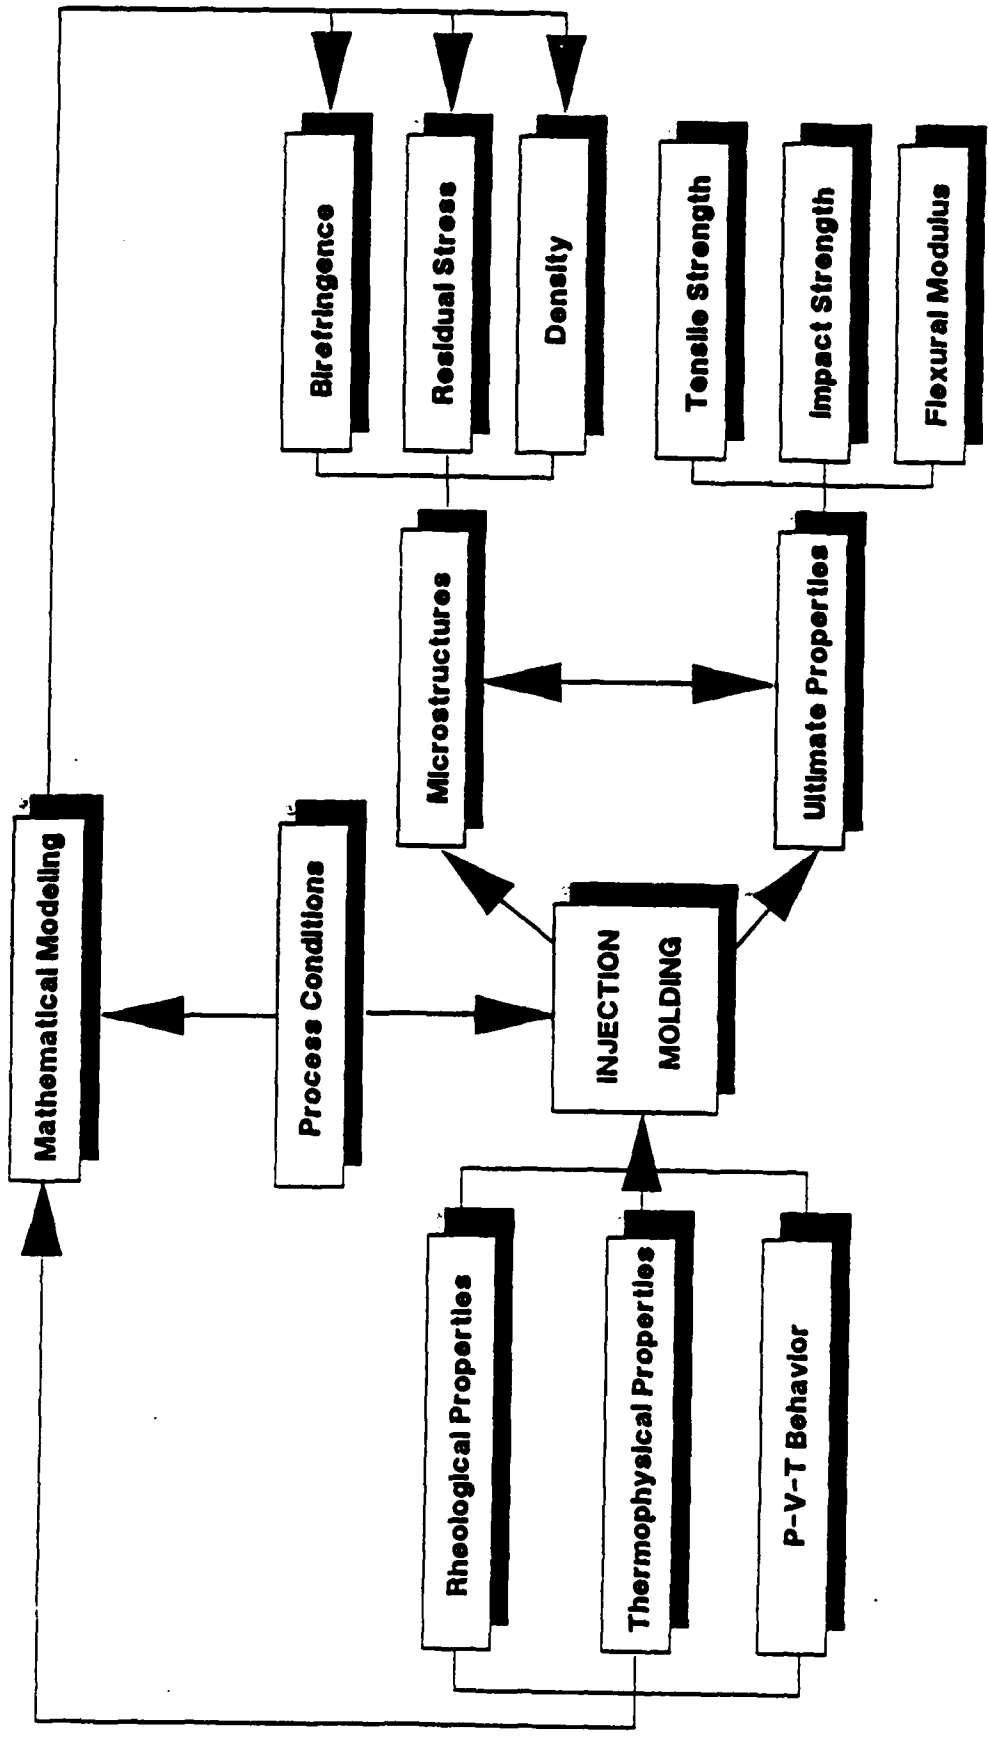 Mathematical Modeling
Process Conditions
Rheological Properties
Thermophysical Properties
P-V-T Behavior
INJECTION
MOLDING
Microstructures
Ultimate Properties
Birefringence
Residual Stress
Density
Tensile Strength
Impact Strength
Flexural Modulus